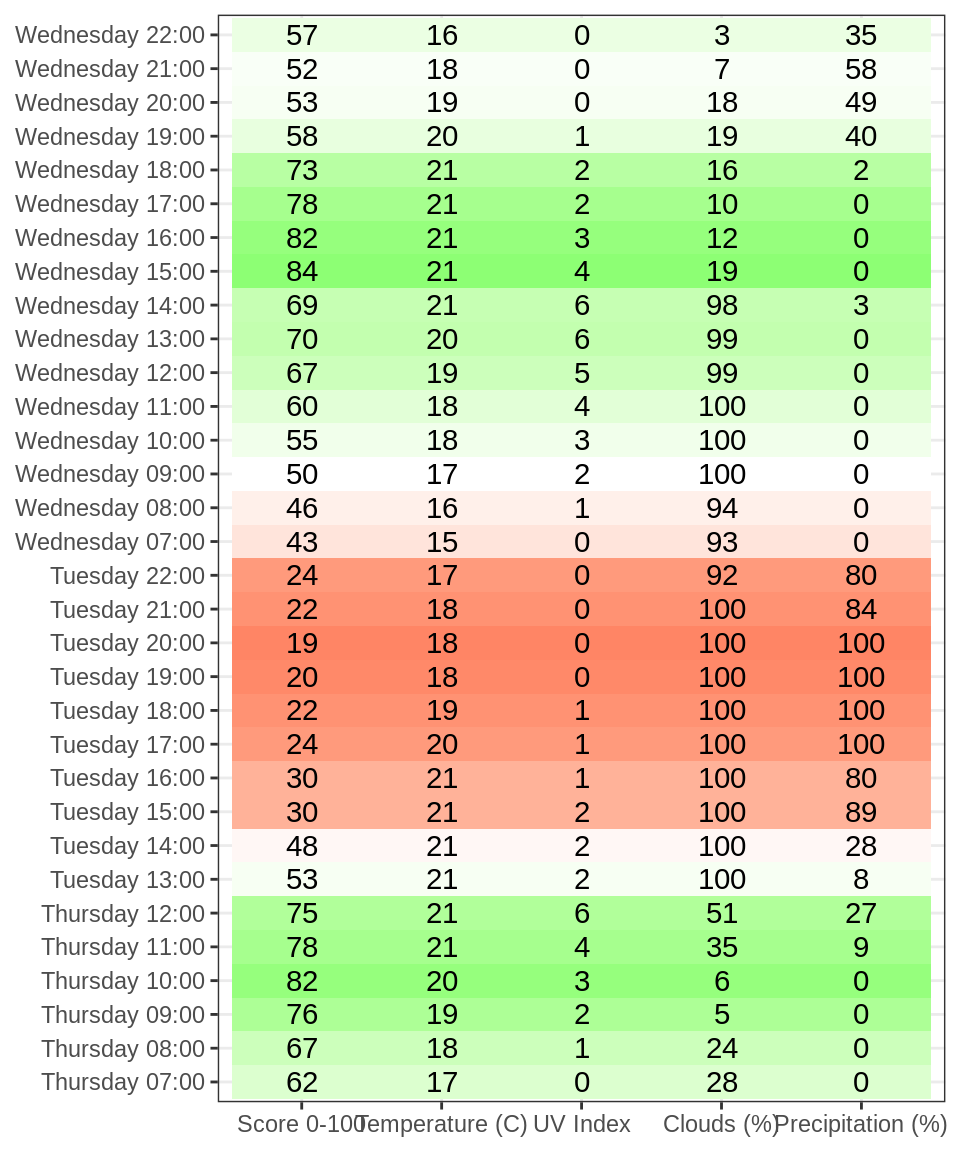 Wednesday 22:00 57 16 0 3 35
Wednesday 21:00 52 18 0 7 58
Wednesday 20:00 53 19 0 18 49
Wednesday 19:00 58 20 1 19 40
Wednesday 18:00 73 21 2 16 2
Wednesday 17:00 78 21 2 10 0
Wednesday 16:00 82 21 3 12 0
Wednesday 15:00 84 21 4 19 0
Wednesday 14:00 69 21 6 98 3
Wednesday 13:00 70 20 6 99 0
Wednesday 12:00 67 19 5 99 0
Wednesday 11:00 60 18 4 100 0
Wednesday 10:00 55 18 3 100 0
Wednesday 09:00 50 17 2 100 0
Wednesday 08:00 46 16 1 94 0
Wednesday 07:00 43 15 0 93 0
Tuesday 22:00 24 17 0 92 80
Tuesday 21:00 22 18 0 100 84
Tuesday 20:00 19 18 0 100 100
Tuesday 19:00 20 18 0 100 100
Tuesday 18:00 22 19 1 100 100
Tuesday 17:00 24 20 1 100 100
Tuesday 16:00 30 21 1 100 80
Tuesday 15:00 30 21 2 100 89
Tuesday 14:00 48 21 2 100 28
Tuesday 13:00 53 21 2 100 8
Thursday 12:00 75 21 6 51 27
Thursday 11:00 78 21 4 35 9
Thursday 10:00 82 20 3 6 0
Thursday 09:00 76 19 2 5 0
Thursday 08:00 67 18 1 24 0
Thursday 07:00 62 17 0 28 0
Score 0-100 Temperature (C) UV Index Clouds (%) Precipitation (%)